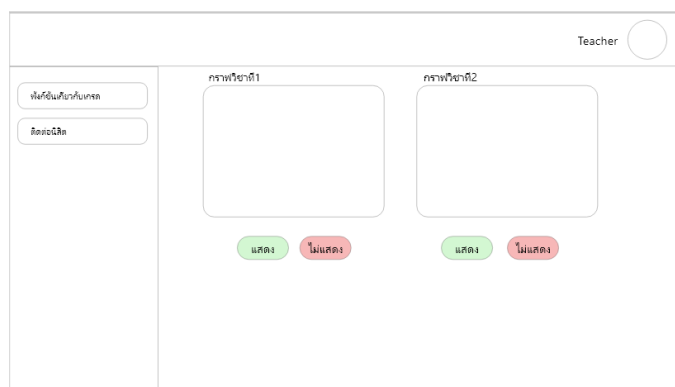 Teacher
ฟังก์ชันเกี่ยวกับเกรด
ติดต่อนิสิต
กราฟวิชาที่1
กราฟวิชาที่2
แสดง
ไม่แสดง
แสดง
ไม่แสดง